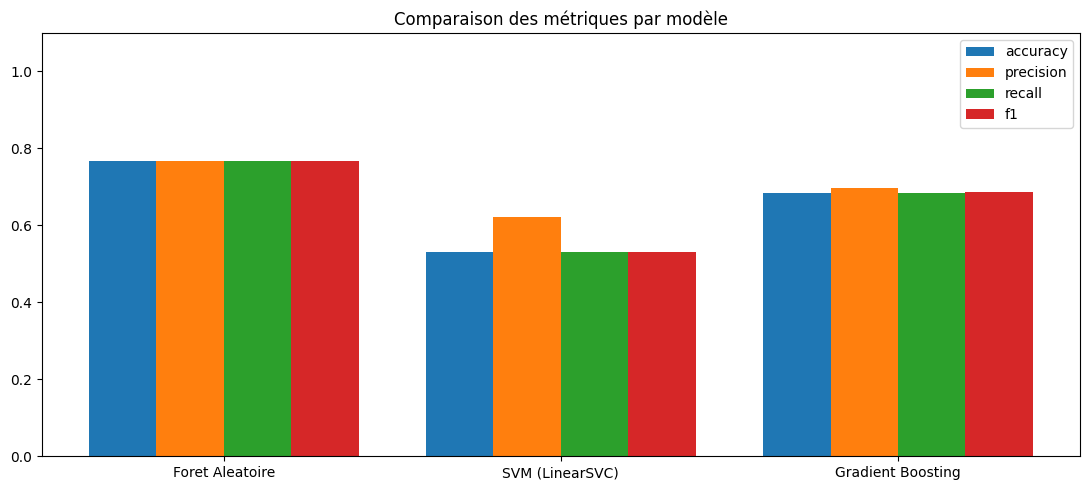 Comparaison des métriques par modèle
accuracy
precision
recall
f1
1.0
0.8
0.6
0.4
0.2
0.0
Foret Aleatoire
SVM (LinearSVC)
Gradient Boosting